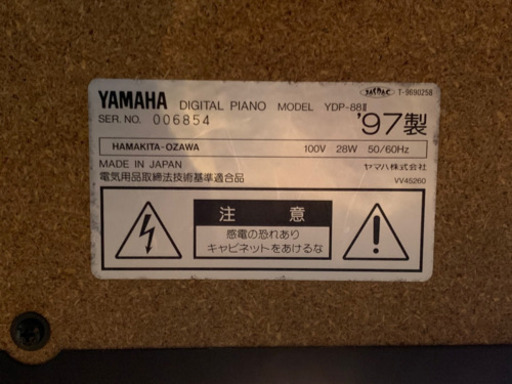 YAMAHA DIGITAL PIANO MODEL YDP-88Ⅱ
T-9690258
SER. NO. 006854
'97製
HAMAKITA-OZAWA 100V 28W 50/60Hz
MADE IN JAPAN
ヤマハ株式会社
電気用品取締法技術基準適合品
VV45260
注意
感電の恐れあり
キャビネットをあけるな